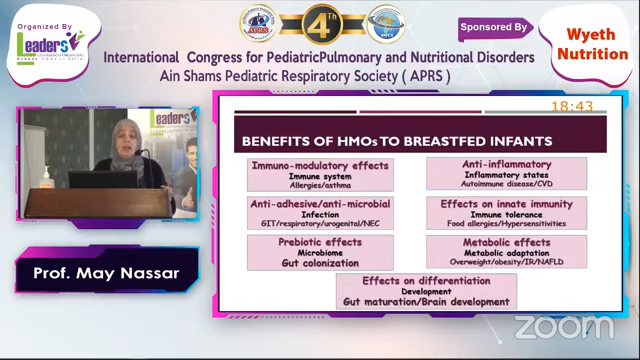 Organized By
Leaders
APRS
4Th
Sponsored By
Wyeth
Nutrition
International Congress for PediatricPulmonary and Nutritional Disorders
Ain Shams Pediatric Respiratory Society ( APRS )
18:43
BENEFITS OF HMOs TO BREASTFED INFANTS
Immuno-modulatory effects
Immune system
Allergies/asthma
Anti-inflammatory
Inflammatory states
Autoimmune disease/CVD
Anti-adhesive/anti-microbial
Infection
GIT/respiratory/urogenital/NEC
Effects on innate immunity
Immune tolerance
Food allergies/Hypersensitivities
Prebiotic effects
Microbiome
Gut colonization
Metabolic effects
Metabolic adaptation
Overweight/obesity/IR/NAFLD
Effects on differentiation
Development
Gut maturation/Brain development
Prof. May Nassar
zoom